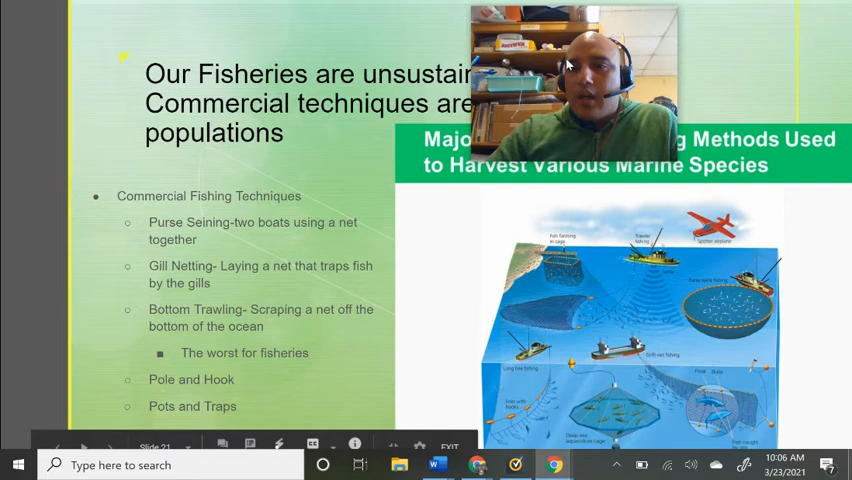 Our Fisheries are
Commercial techniques are
populations
Major
Methods Used
to Harvest Various Marine Species
● Commercial Fishing Techniques
○ Purse Seining-two boats using a net
together
○ Gill Netting- Laying a net that traps fish
by the gills
○ Bottom Trawling- Scraping a net off the
bottom of the ocean
■ The worst for fisheries
○ Pole and Hook
○ Pots and Traps
Fish farming
in cage
Trawler
fishing
Spotter airplane
Sonar
Purse-seine fishing
Long line fishing
Drift-net fishing
Float Buoy
lines with
hooks
Deep sea
aquaculture cage
Fish caught
Slide 21
EXIT
Type here to search
10:06 AM
3/23/2021
7